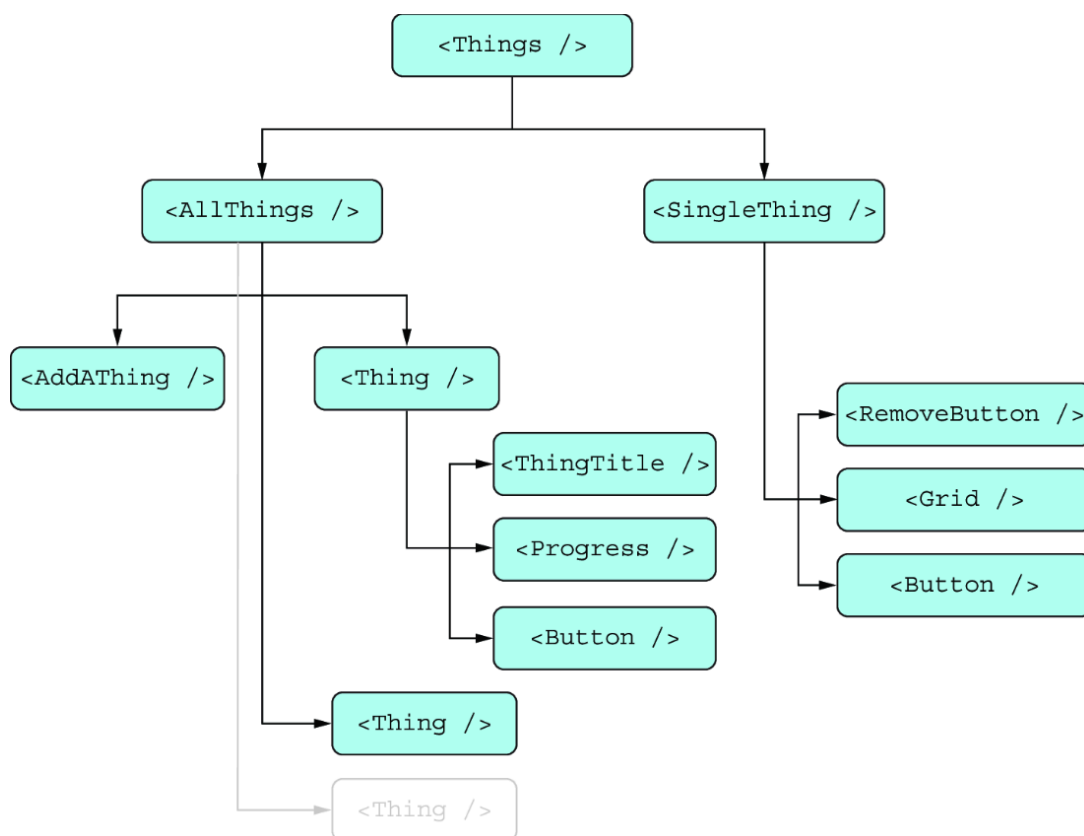 <Things />
<AllThings />
<SingleThing />
<AddAThing />
<Thing />
<RemoveButton />
<ThingTitle />
<Grid />
<Progress />
<Button />
<Button />
<Thing />
<Thing />